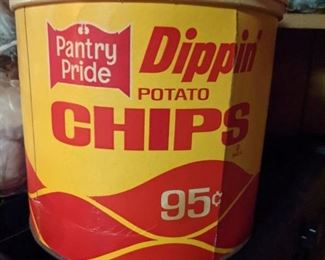 Pantry
Pride
Dippin'
POTATO
CHIPS
95¢